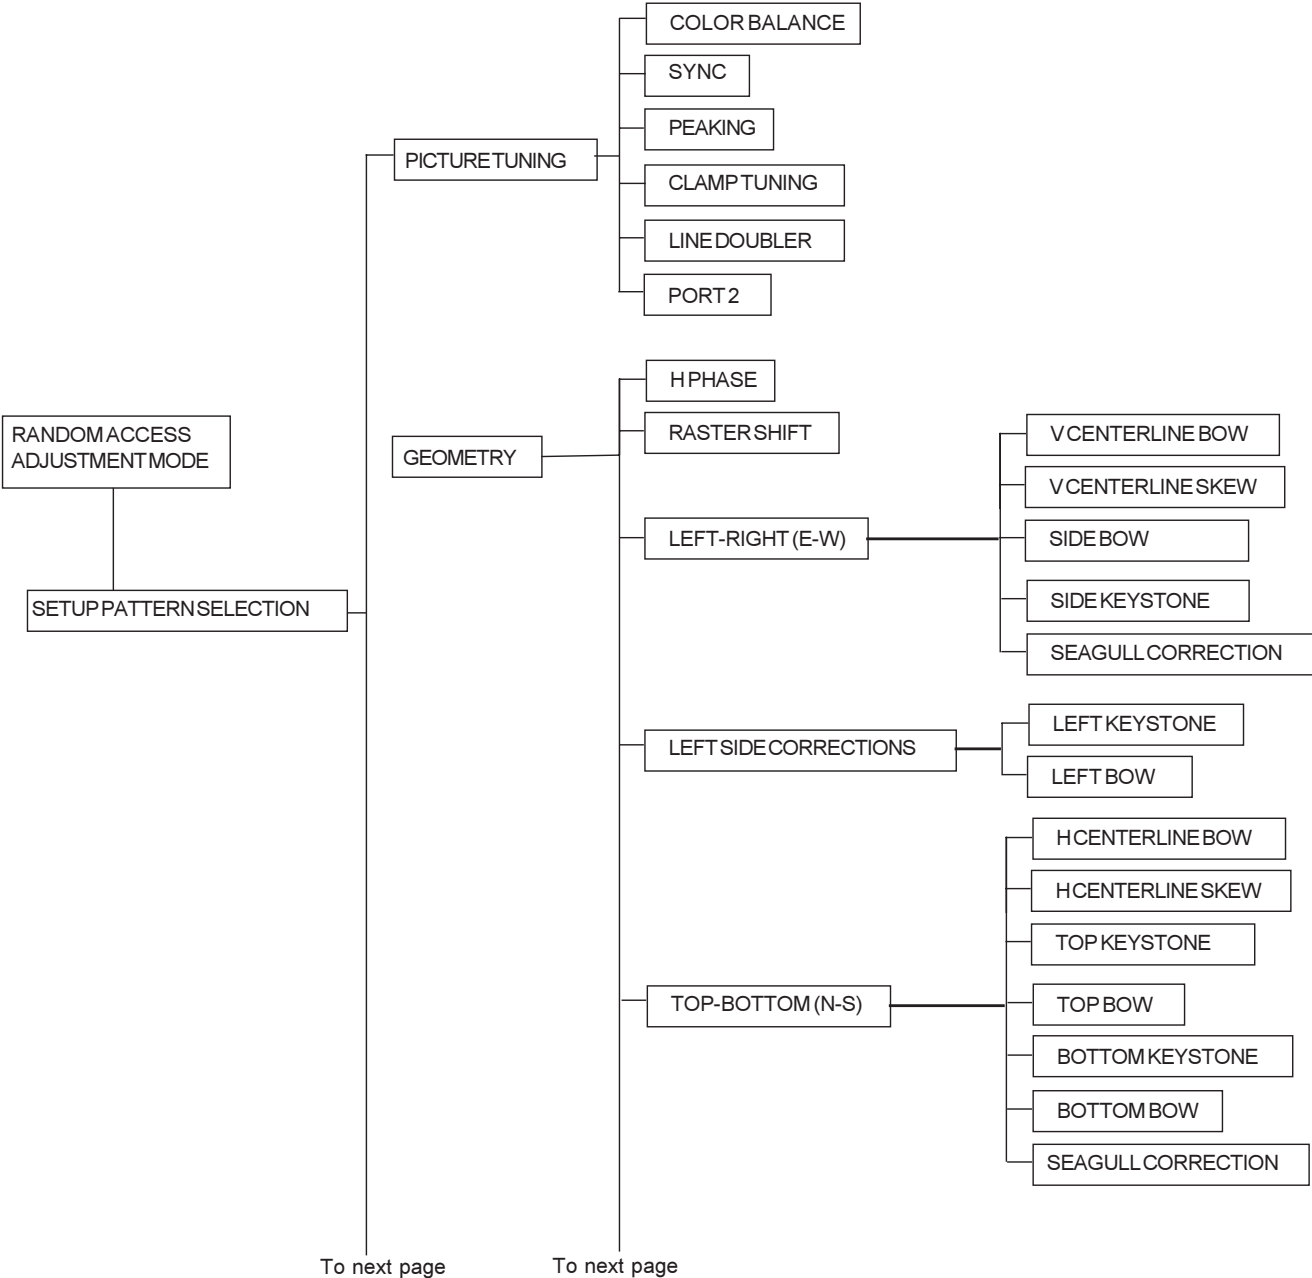 COLOR BALANCE
SYNC
PEAKING
PICTURE TUNING
CLAMP TUNING
LINE DOUBLER
PORT 2
H PHASE
RASTER SHIFT
RANDOM ACCESS
ADJUSTMENT MODE
GEOMETRY
V CENTERLINE BOW
V CENTERLINE SKEW
LEFT-RIGHT (E-W)
SIDE BOW
SIDE KEYSTONE
SETUP PATTERN SELECTION
SEAGULL CORRECTION
LEFT KEYSTONE
LEFT SIDE CORRECTIONS
LEFT BOW
H CENTERLINE BOW
H CENTERLINE SKEW
TOP KEYSTONE
TOP-BOTTOM (N-S)
TOP BOW
BOTTOM KEYSTONE
BOTTOM BOW
SEAGULL CORRECTION
To next page
To next page